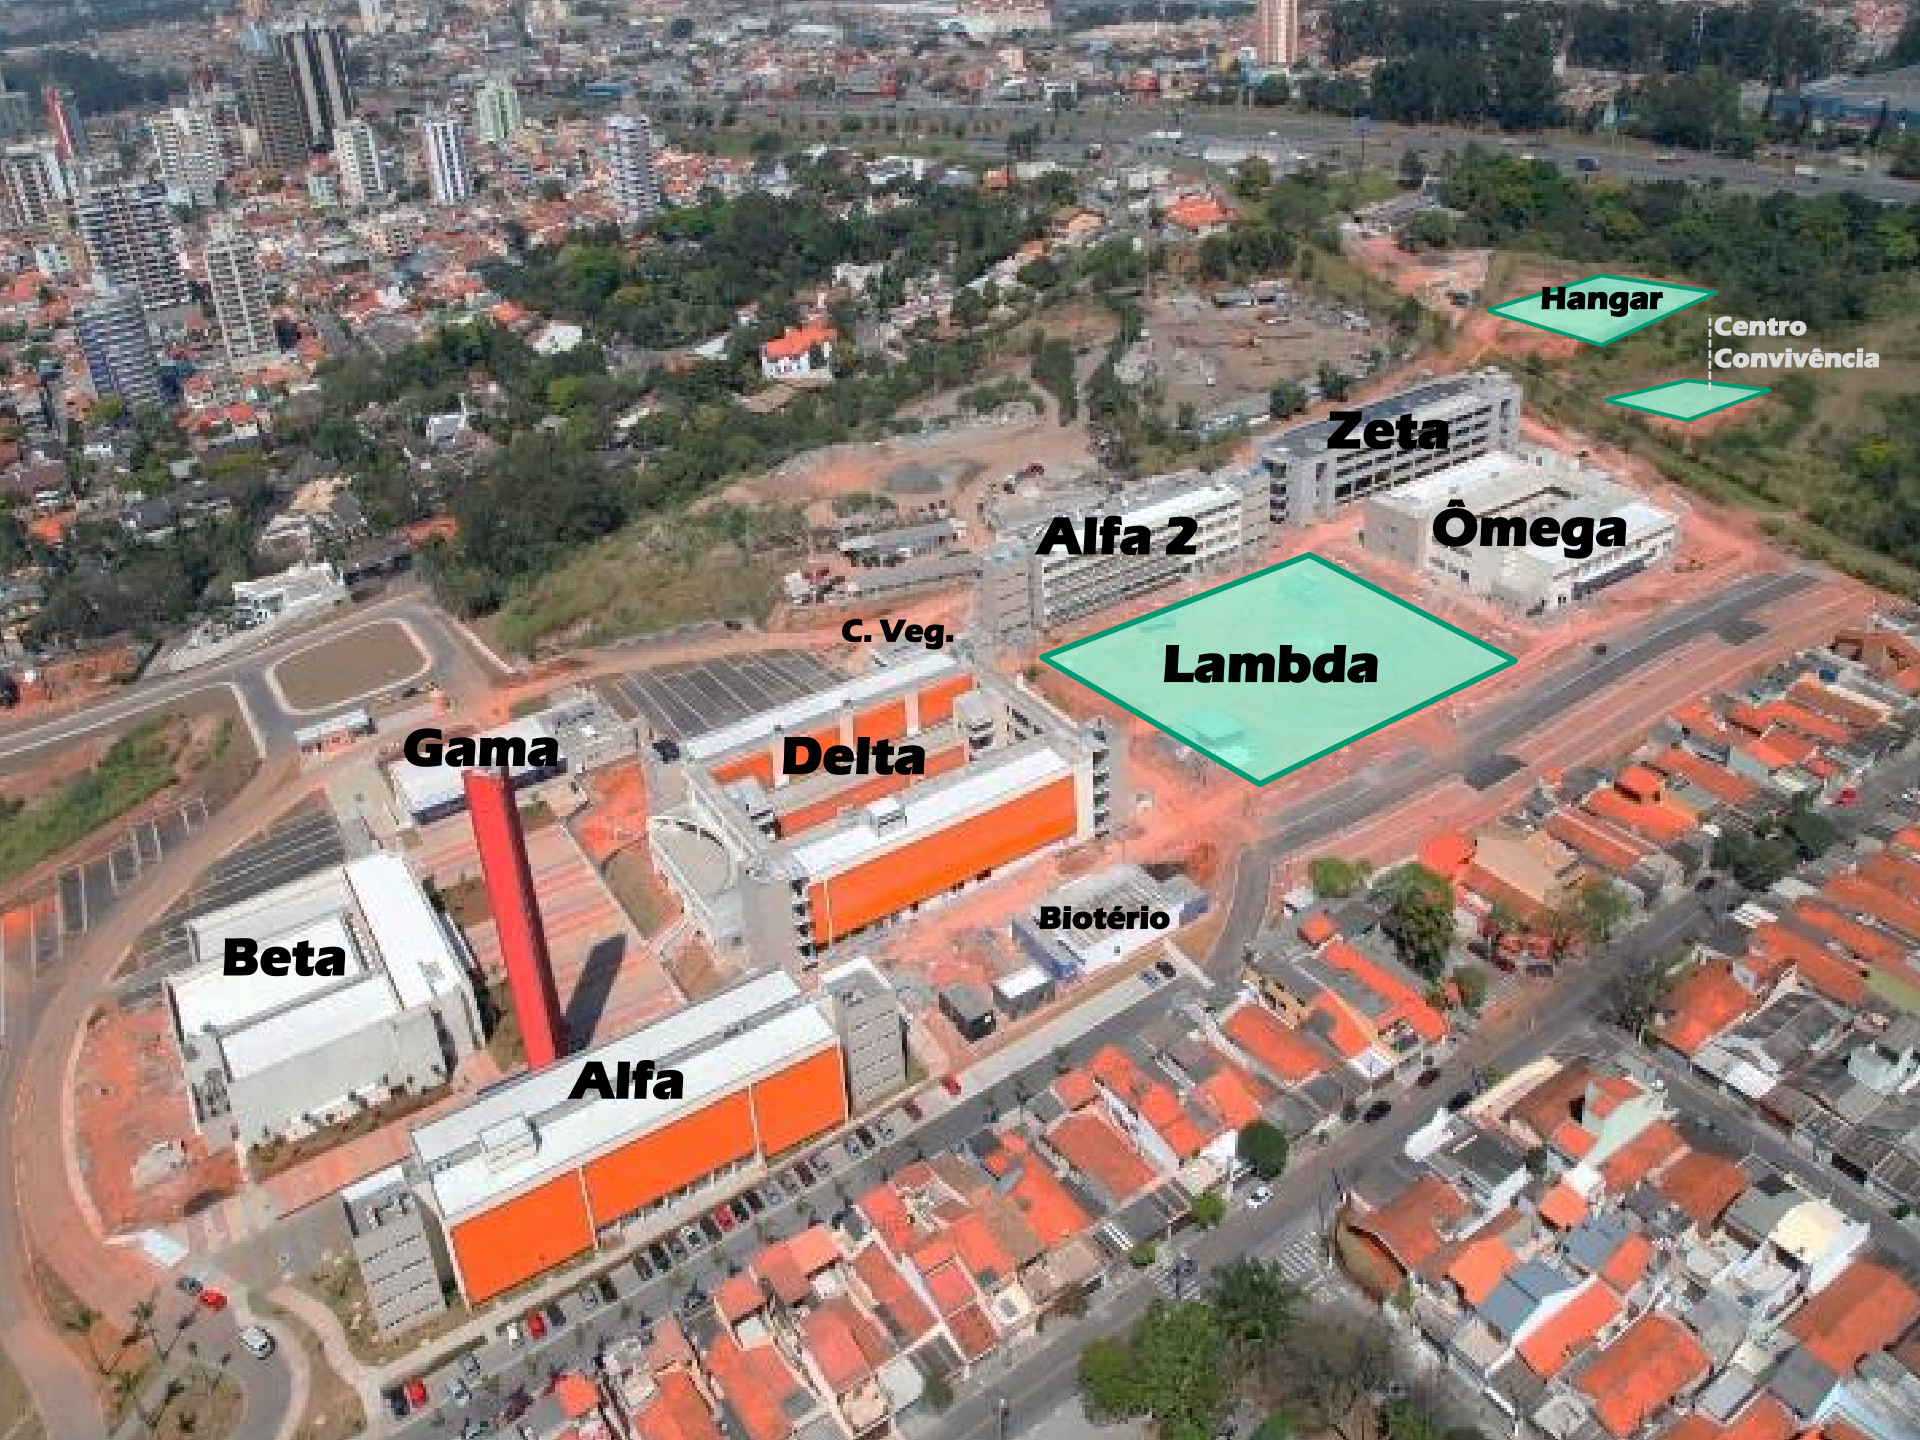 Hangar
Centro
Convivência
Zeta
Ômega
Alfa 2
C. Veg.
Lambda
Gama
Delta
Biotério
Beta
Alfa